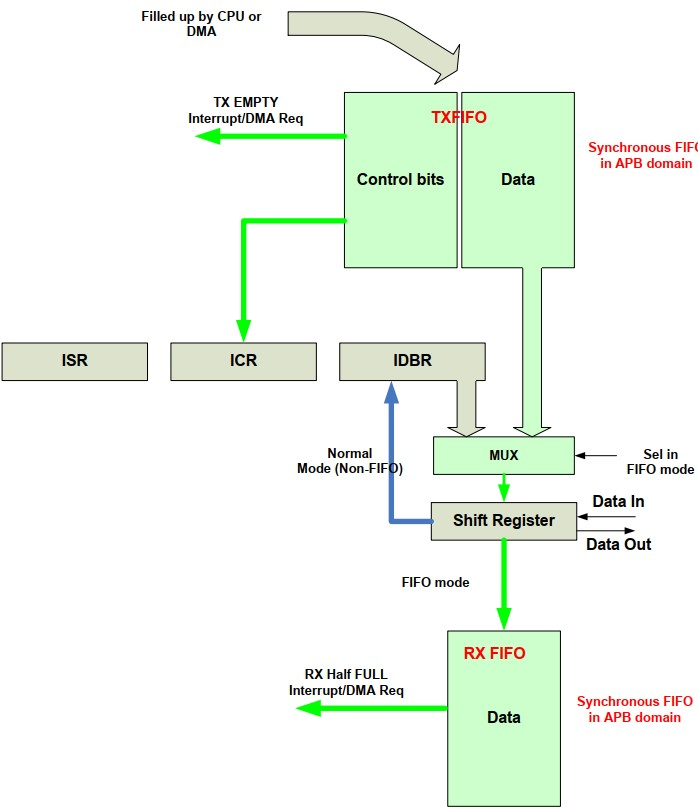 Filled up by CPU or
DMA
TX EMPTY
Interrupt/DMA Req
TXFIFO
Control bits
Data
Synchronous FIFO
in APB domain
ISR
ICR
IDBR
Normal
Mode (Non-FIFO)
MUX
Sel in
FIFO mode
Shift Register
Data In
Data Out
FIFO mode
RX FIFO
Data
RX Half FULL
Interrupt/DMA Req
Synchronous FIFO
in APB domain